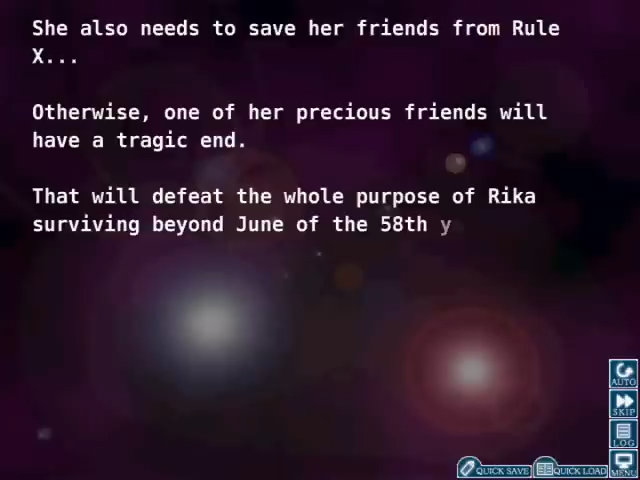 She also needs to save her friends from Rule
X...
Otherwise, one of her precious friends will
have a tragic end.
That will defeat the whole purpose of Rika
surviving beyond June of the 58th y
AUTO
SKIP
LOG
QUICK SAVE
QUICK LOAD
MENU